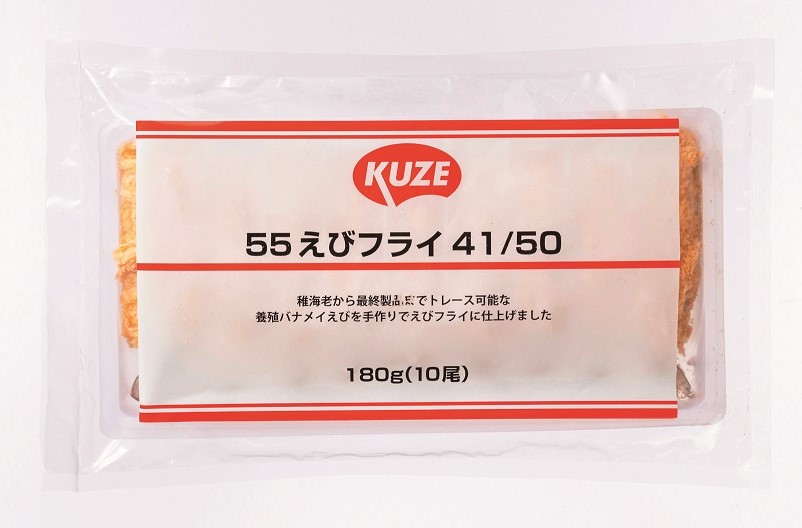 KUZE
55えびフライ41/50
稚海老から最終製品までトレース可能な
養殖バナメイえびを手作りでえびフライに仕上げました
180g(10尾)